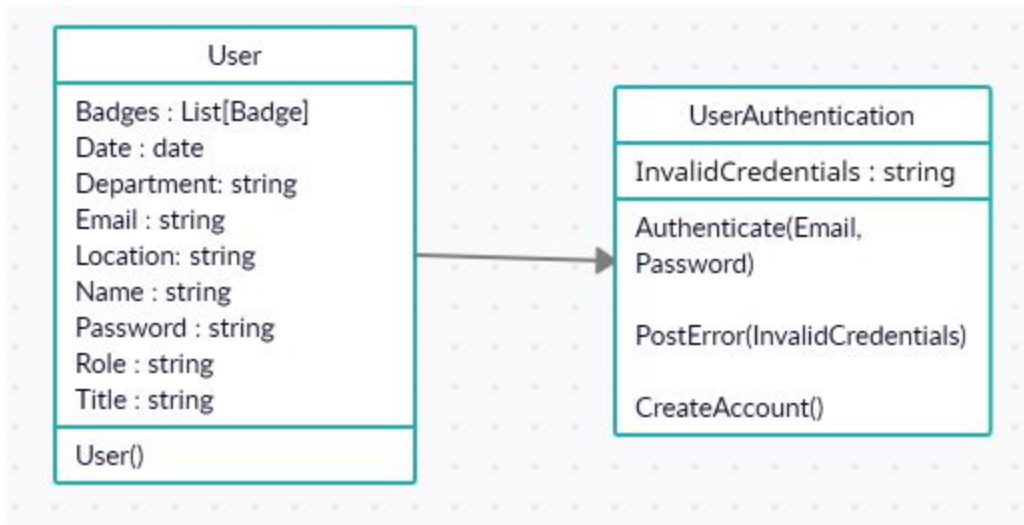 User
Badges : List[Badge]
Date : date
Department: string
Email : string
Location: string
Name : string
Password : string
Role : string
Title : string
User()
UserAuthentication
InvalidCredentials : string
Authenticate(Email,
Password)
PostError(InvalidCredentials)
CreateAccount()